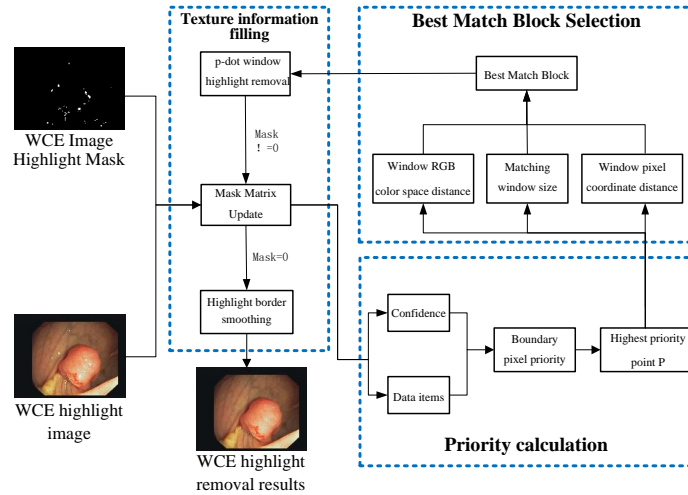 Texture information
filling
Best Match Block Selection
p-dot window
highlight removal
Best Match Block
WCE Image
Highlight Mask
Mask
! =0
Window RGB
color space distance
Matching
window size
Window pixel
coordinate distance
Mask Matrix
Update
Mask=0
Highlight border
smoothing
Confidence
Boundary
pixel priority
Highest priority
point P
Data items
WCE highlight
image
WCE highlight
removal results
Priority calculation